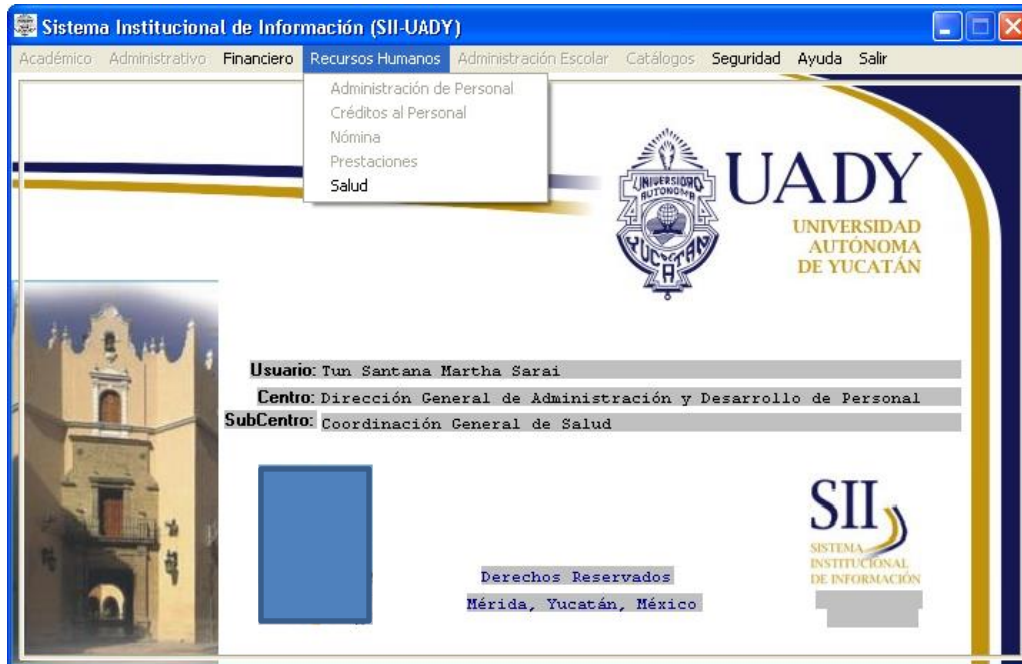 Sistema Institucional de Información (SII-UADY)
Académico Administrativo Financiero Recursos Humanos Administración Escolar Catálogos Seguridad Ayuda Salir
Administración de Personal
Créditos al Personal
Nómina
Prestaciones
Salud
UNIVERSIDAD
AUTONOMA
YUCATAN
UADY
UNIVERSIDAD
AUTÓNOMA
DE YUCATÁN
Usuario: Tun Santana Martha Sarai
Centro: Dirección General de Administración y Desarrollo de Personal
SubCentro: Coordinación General de Salud
SII
SISTEMA
INSTITUCIONAL
DE INFORMACIÓN
Derechos Reservados
Mérida, Yucatán, México